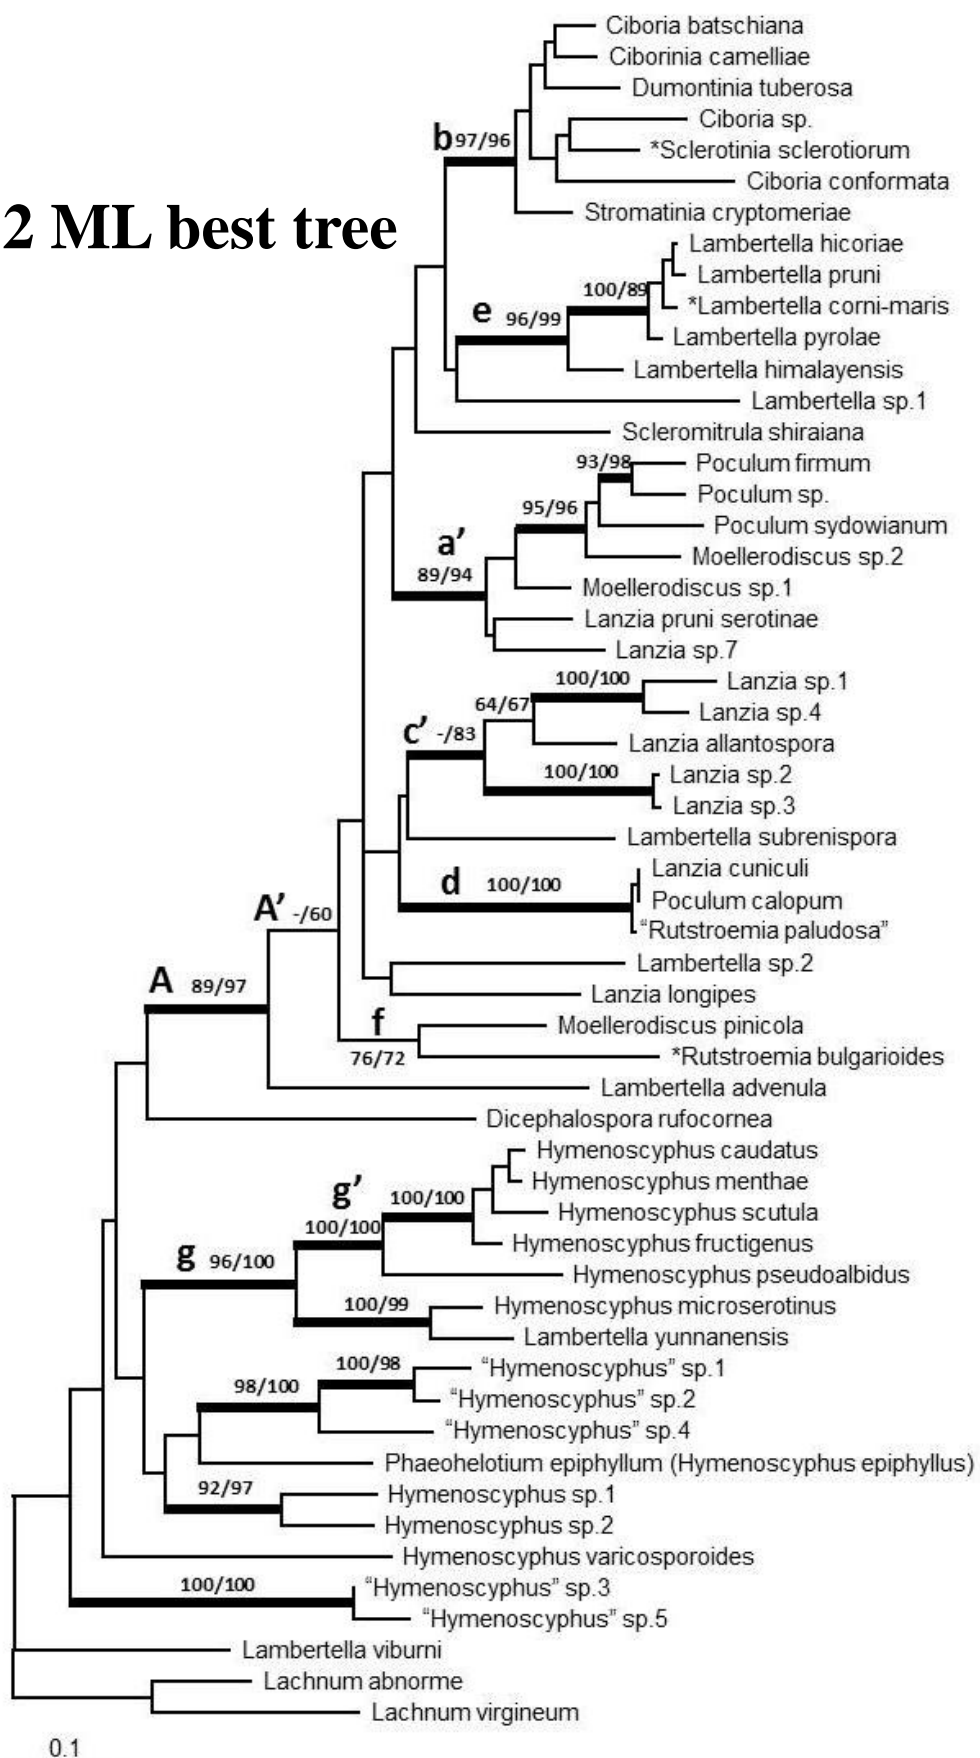 Ciboria batschiana
Ciborinia camelliae
Dumontinia tuberosa
Ciboria sp.
b 97/96
*Sclerotinia sclerotiorum
Ciboria conformata
Stromatinia cryptomeriae
2 ML best tree
Lambertella hicoriae
Lambertella pruni
100/89
*Lambertella corni-maris
e 96/99
Lambertella pyrolae
Lambertella himalayensis
Lambertella sp.1
Scleromitrula shiraiana
93/98
Poculum firmum
Poculum sp.
95/96
Poculum sydowianum
a’
Moellerodiscus sp.2
89/94
Moellerodiscus sp.1
Lanzia pruni serotinae
Lanzia sp.7
100/100
Lanzia sp.1
64/67
Lanzia sp.4
c’ -/83
Lanzia allantospora
100/100
Lanzia sp.2
Lanzia sp.3
Lambertella subrenispora
Lanzia cuniculi
d 100/100
Poculum calopum
A’ -/60
“Rutstroemia paludosa”
Lambertella sp.2
A 89/97
Lanzia longipes
f
Moellerodiscus pinicola
76/72
*Rutstroemia bulgarioides
Lambertella advenula
Dicephalospora rufocornea
Hymenoscyphus caudatus
Hymenoscyphus menthae
g’ 100/100
Hymenoscyphus scutula
100/100
Hymenoscyphus fructigenus
g 96/100
Hymenoscyphus pseudoalbidus
100/99
Hymenoscyphus microserotinus
Lambertella yunnanensis
100/98
“Hymenoscyphus” sp.1
98/100
“Hymenoscyphus” sp.2
“Hymenoscyphus” sp.4
Phaeohelotium epiphyllum (Hymenoscyphus epiphyllus)
92/97
Hymenoscyphus sp.1
Hymenoscyphus sp.2
Hymenoscyphus varicosporoides
100/100
“Hymenoscyphus” sp.3
“Hymenoscyphus” sp.5
Lambertella viburni
Lachnum abnorme
Lachnum virgineum
0.1